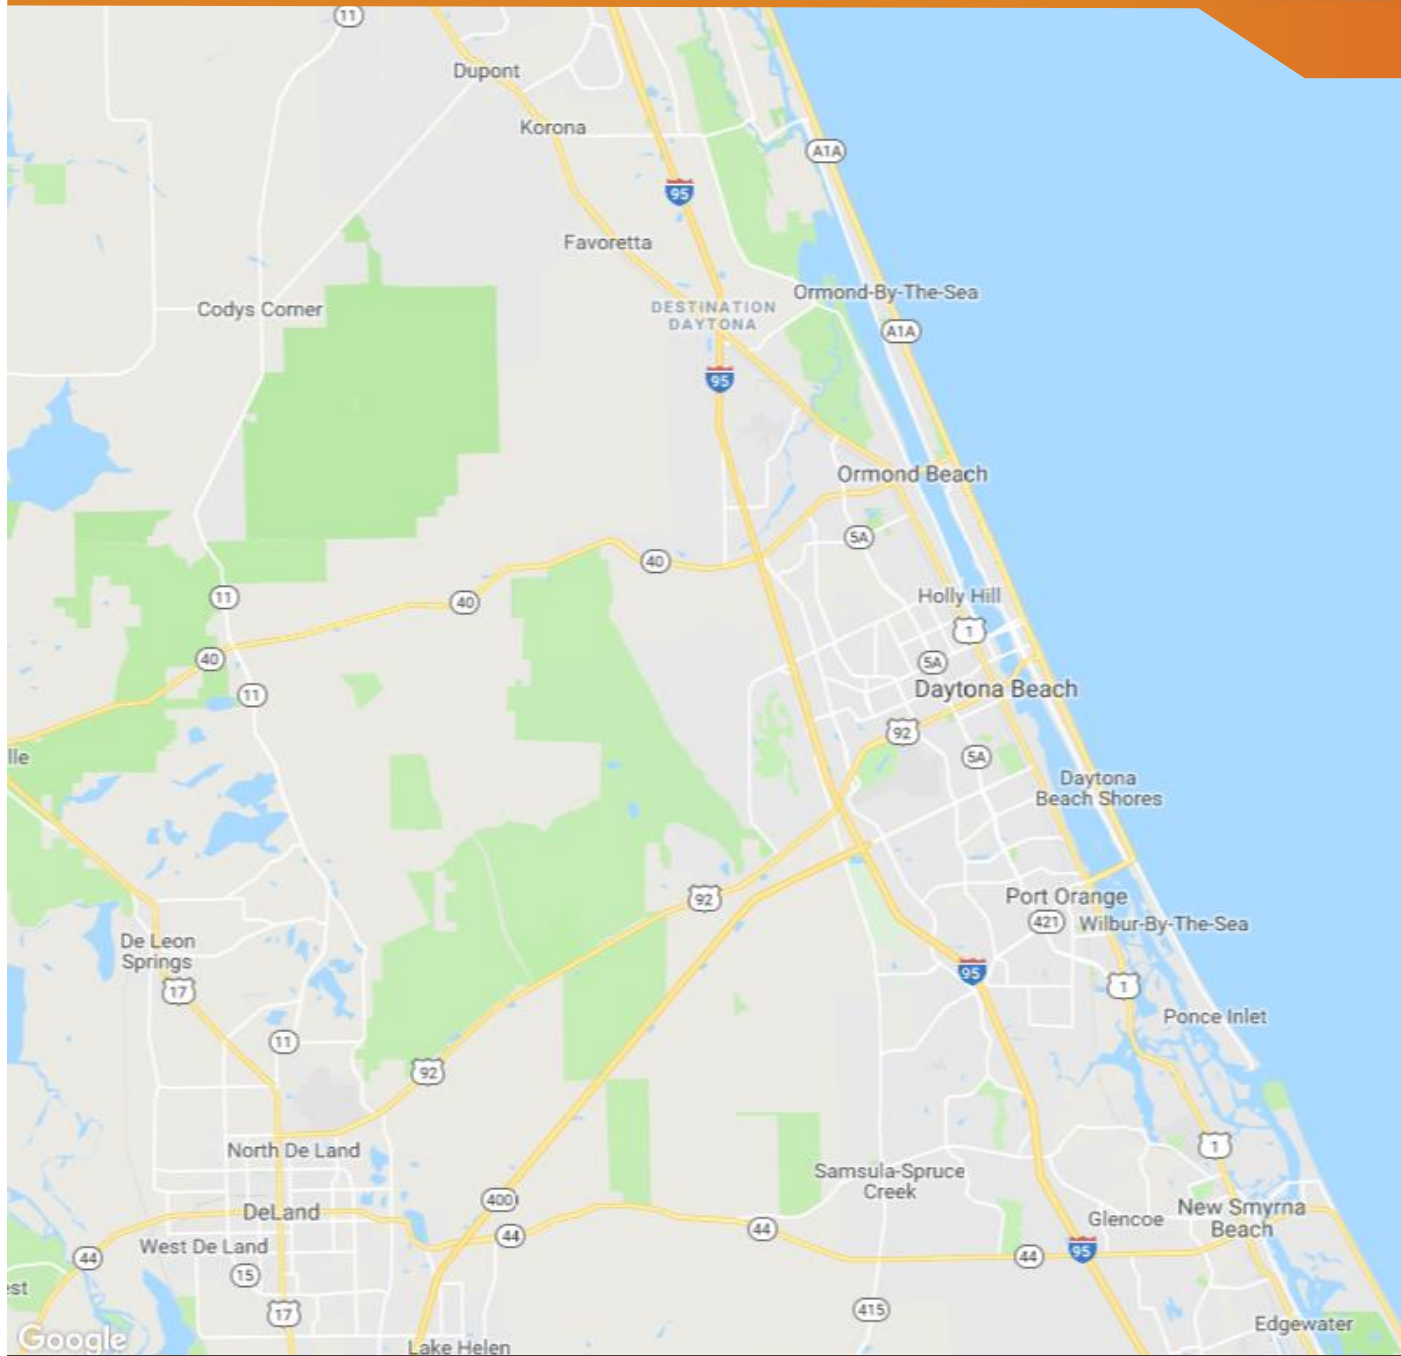 11
Dupont
Korona
A1A
95
Favoretta
Ormond-By-The-Sea
Codys Corner
DESTINATION
DAYTONA
A1A
95
Ormond Beach
5A
40
11
40
Holly Hill
1
40
5A
11
Daytona Beach
92
lle
5A
Daytona
Beach Shores
92
Port Orange
421
Wilbur-By-The-Sea
De Leon
Springs
95
17
1
Ponce Inlet
11
92
North De Land
1
Samsula-Spruce
Creek
400
DeLand
New Smyrna
Beach
Glencoe
44
44
West De Land
44
44
95
15
est
415
17
Edgewater
Google
Lake Helen